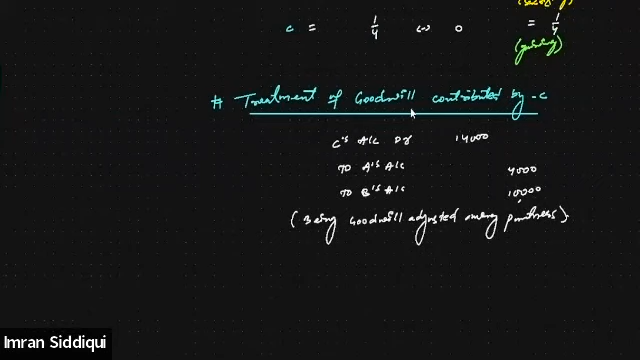 c = 1/4 (-) 0 = 1/4
(gaining)
# Treatment of Goodwill contributed by -c
C's A/c Dr 14000
To A's A/c 4000
To B's A/c 10000
(Being Goodwill adjusted among partners).
Imran Siddiqui